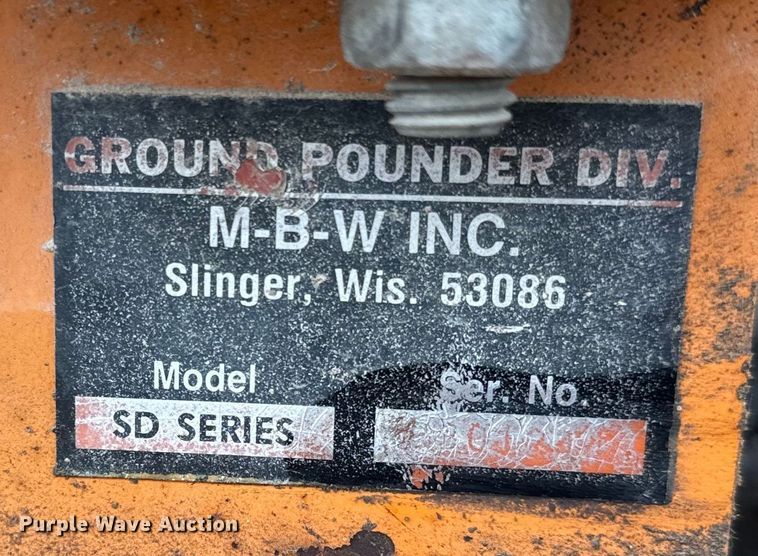 GROUND POUNDER DIV.
M-B-W INC.
Slinger, Wis. 53086
Model Ser. No.
SD SERIES
Purple Wave Auction